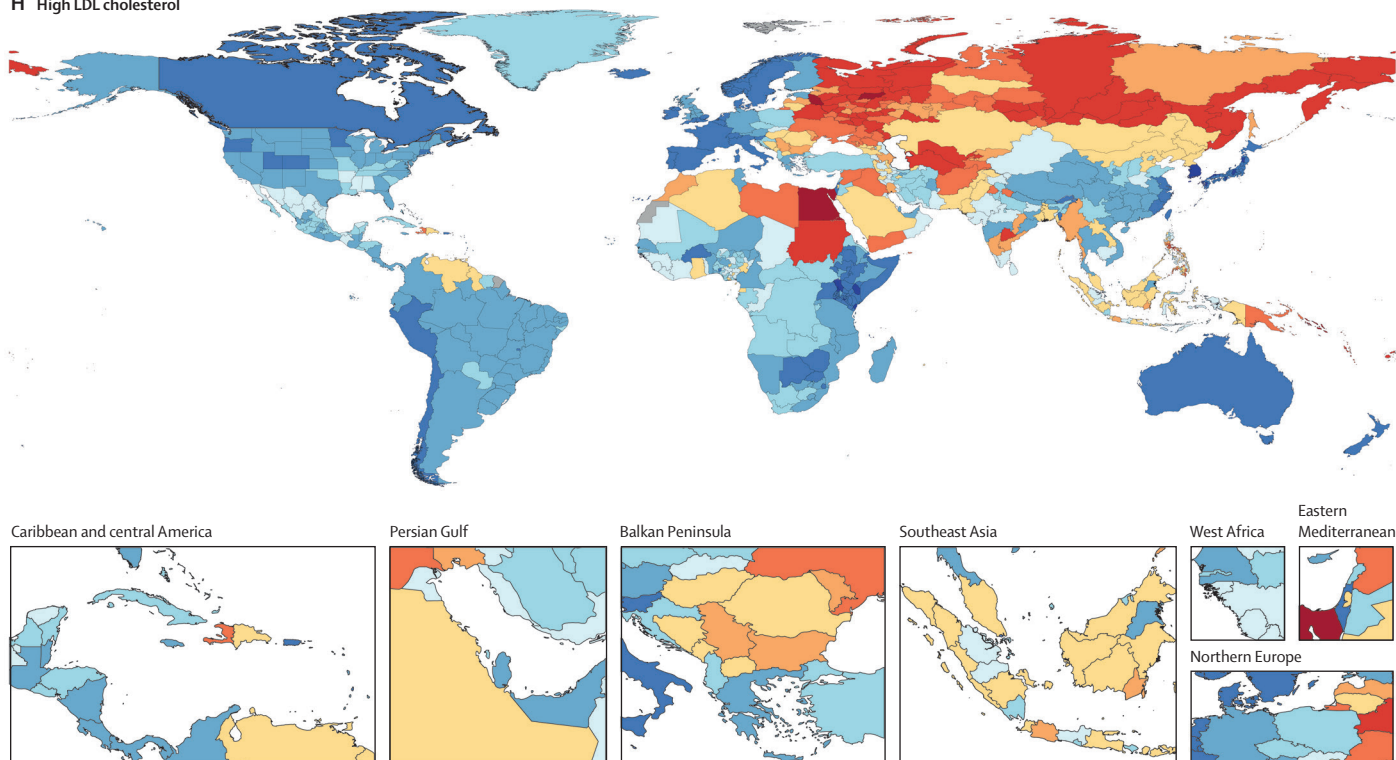 H High LDL cholesterol
Caribbean and central America
Persian Gulf
Balkan Peninsula
Southeast Asia
West Africa
Eastern
Mediterranean
Northern Europe